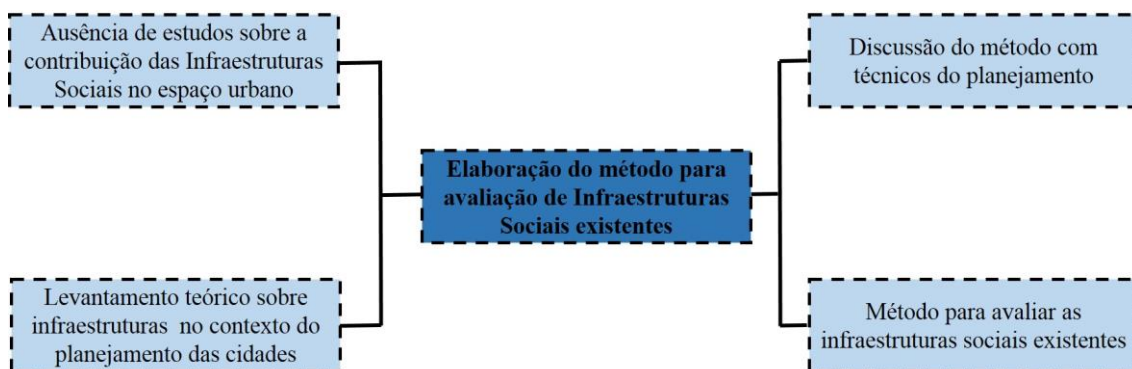 Ausência de estudos sobre a
contribuição das Infraestruturas
Sociais no espaço urbano
Levantamento teórico sobre
infraestruturas no contexto do
planejamento das cidades
Elaboração do método para
avaliação de Infraestruturas
Sociais existentes
Discussão do método com
técnicos do planejamento
Método para avaliar as
infraestruturas sociais existentes